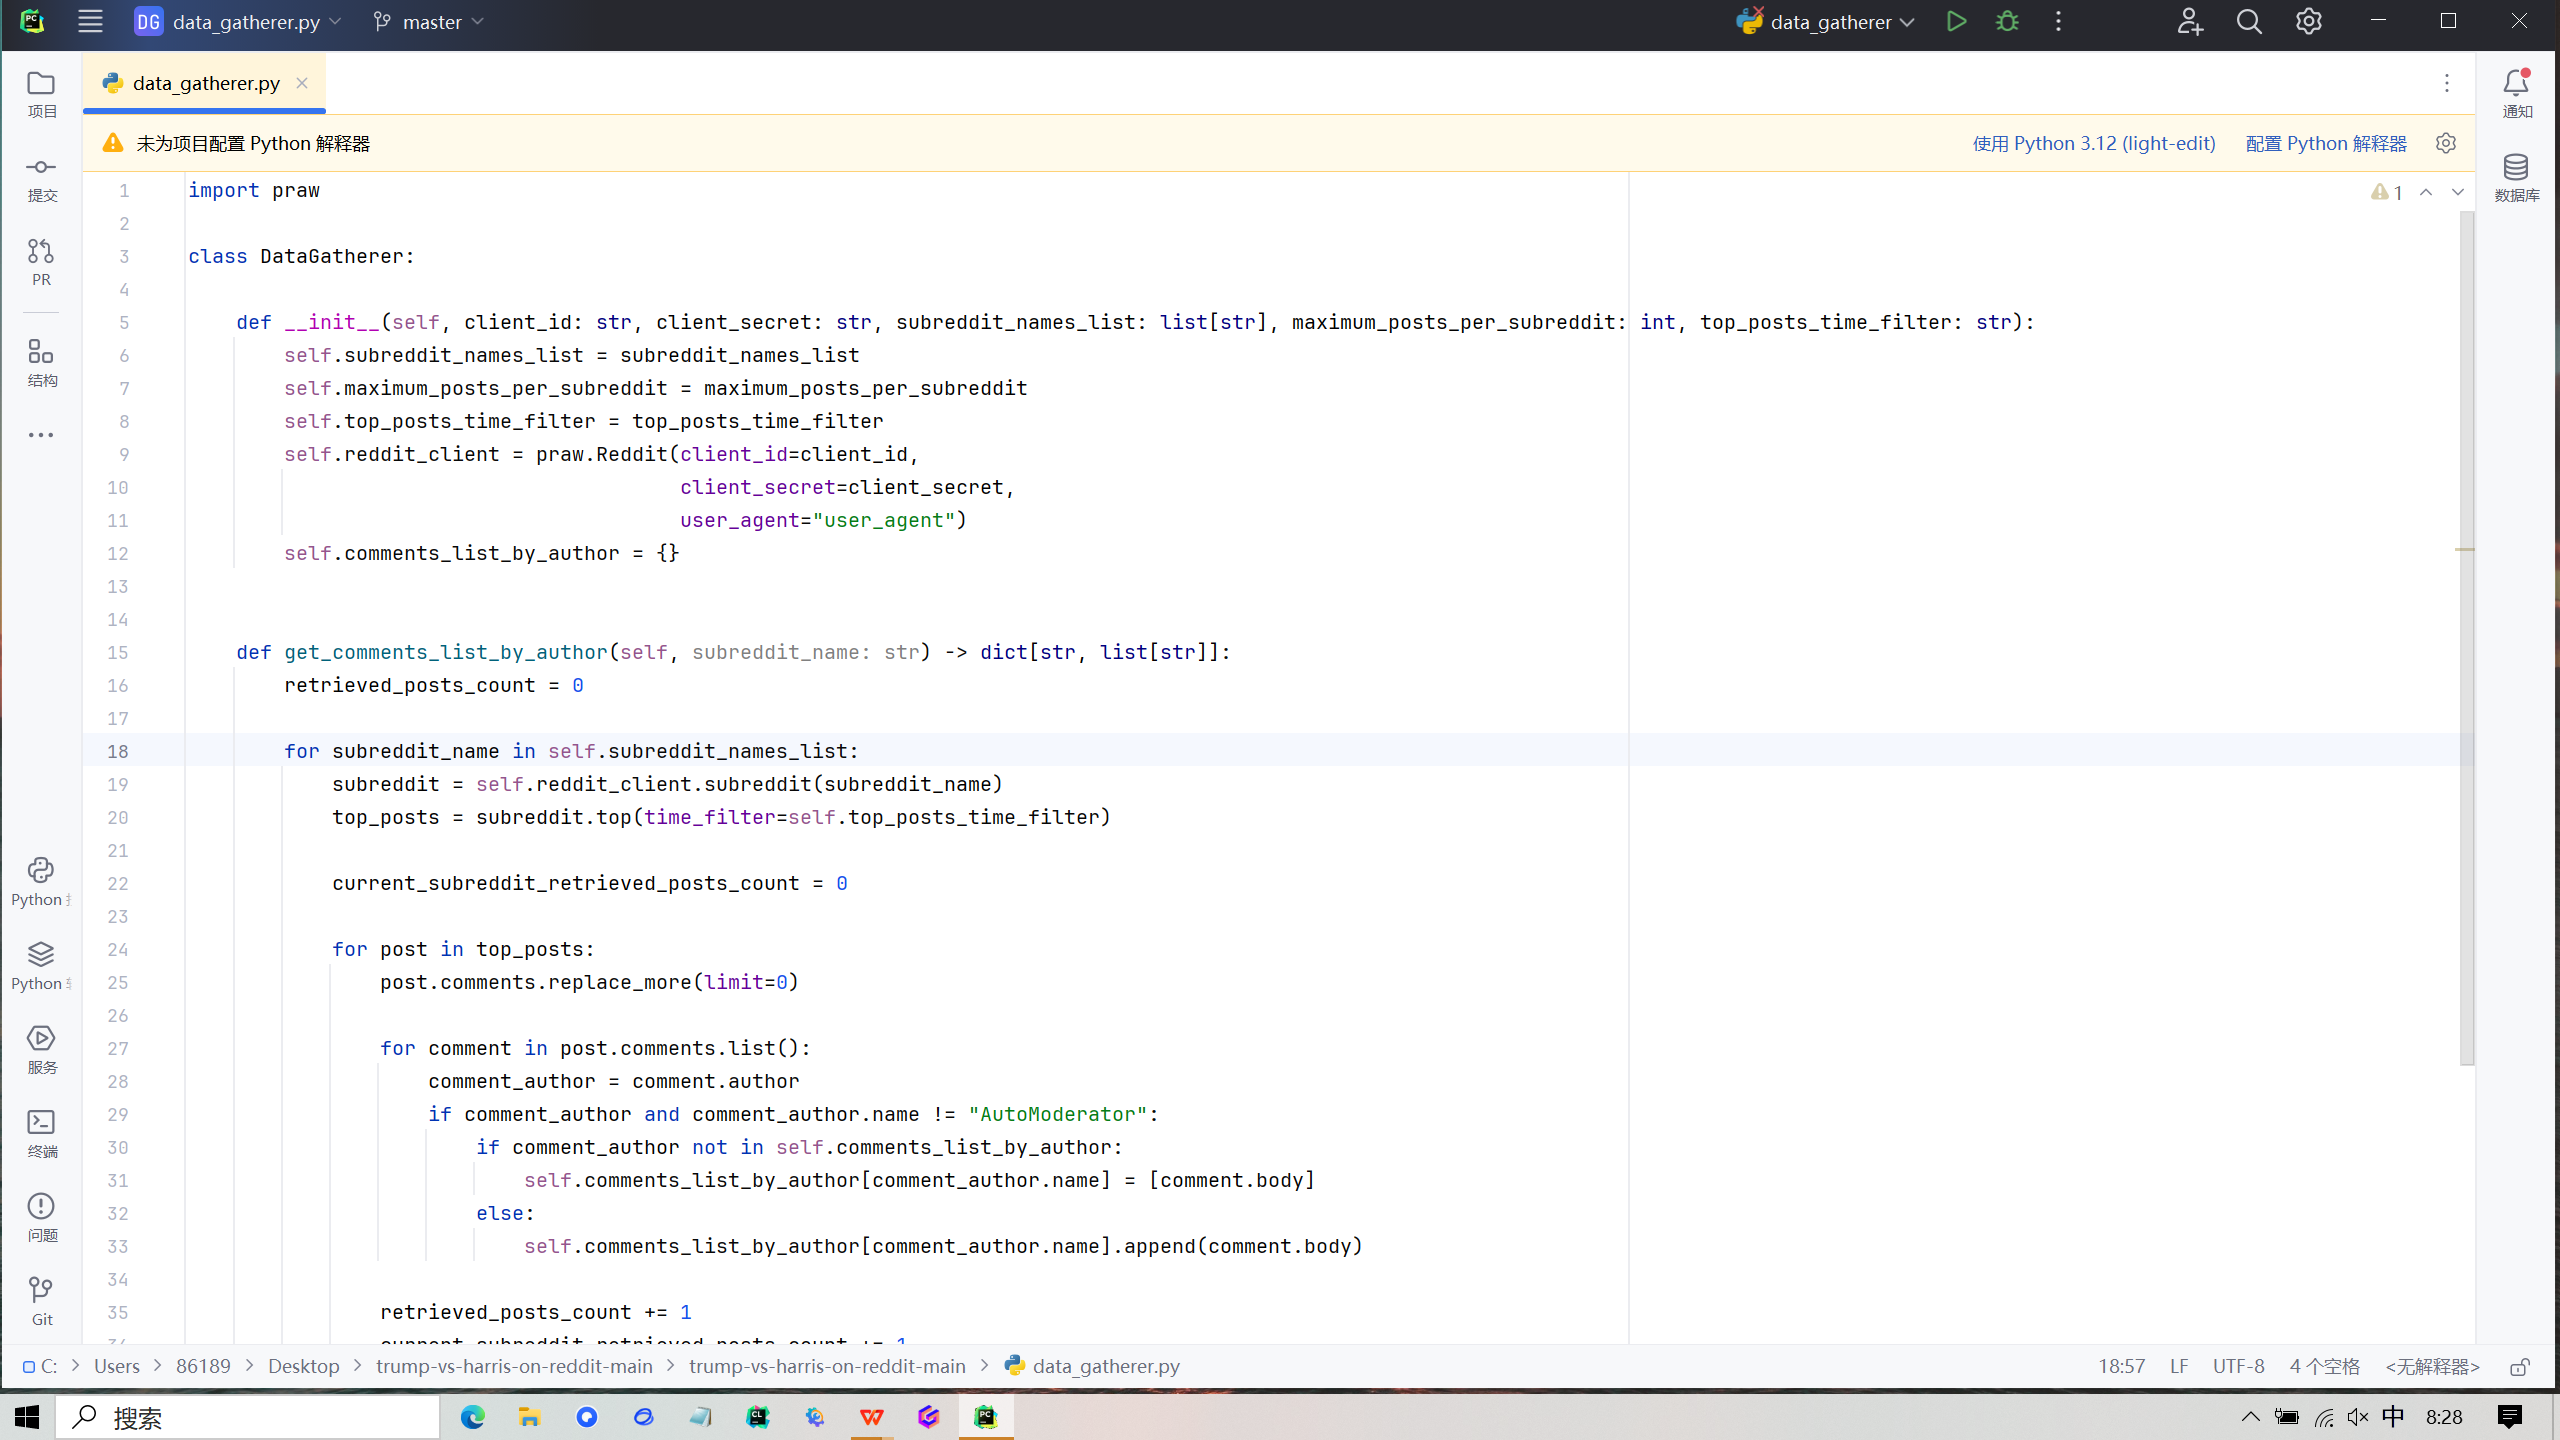 DG data_gatherer.py master data_gatherer
data_gatherer.py
未为项目配置 Python 解释器 使用 Python 3.12 (light-edit) 配置 Python 解释器
项目
提交
PR
结构
Python
Python
服务
终端
问题
Git
1 import praw
2
3 class DataGatherer:
4
5 def __init__(self, client_id: str, client_secret: str, subreddit_names_list: list[str], maximum_posts_per_subreddit: int, top_posts_time_filter: str):
6 self.subreddit_names_list = subreddit_names_list
7 self.maximum_posts_per_subreddit = maximum_posts_per_subreddit
8 self.top_posts_time_filter = top_posts_time_filter
9 self.reddit_client = praw.Reddit(client_id=client_id,
10 client_secret=client_secret,
11 user_agent="user_agent")
12 self.comments_list_by_author = {}
13
14
15 def get_comments_list_by_author(self, subreddit_name: str) -> dict[str, list[str]]:
16 retrieved_posts_count = 0
17
18 for subreddit_name in self.subreddit_names_list:
19 subreddit = self.reddit_client.subreddit(subreddit_name)
20 top_posts = subreddit.top(time_filter=self.top_posts_time_filter)
21
22 current_subreddit_retrieved_posts_count = 0
23
24 for post in top_posts:
25 post.comments.replace_more(limit=0)
26
27 for comment in post.comments.list():
28 comment_author = comment.author
29 if comment_author and comment_author.name != "AutoModerator":
30 if comment_author not in self.comments_list_by_author:
31 self.comments_list_by_author[comment_author.name] = [comment.body]
32 else:
33 self.comments_list_by_author[comment_author.name].append(comment.body)
34
35 retrieved_posts_count += 1
36 current_subreddit_retrieved_posts_count += 1
1
通知
数据库
C: Users 86189 Desktop trump-vs-harris-on-reddit-main trump-vs-harris-on-reddit-main data_gatherer.py 18:57 LF UTF-8 4 个空格 <无解释器>
搜索 中 8:28